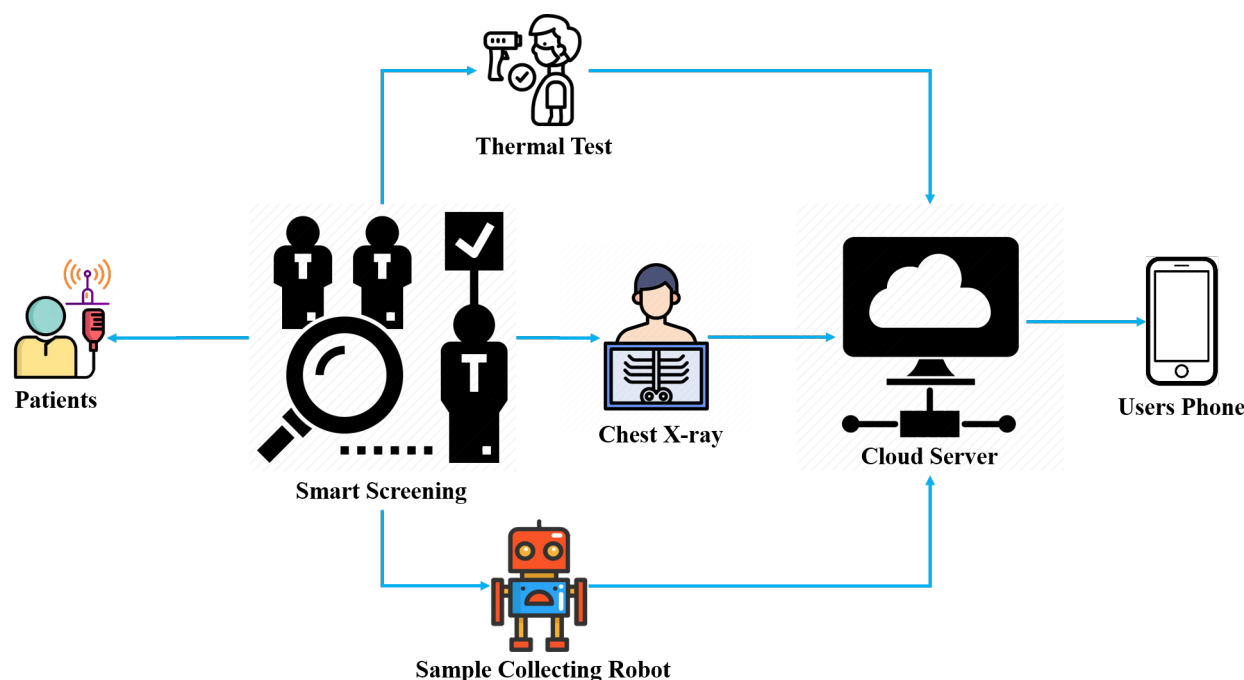 Thermal Test
Patients
Smart Screening
T
T
T
Chest X-ray
Cloud Server
Users Phone
Sample Collecting Robot